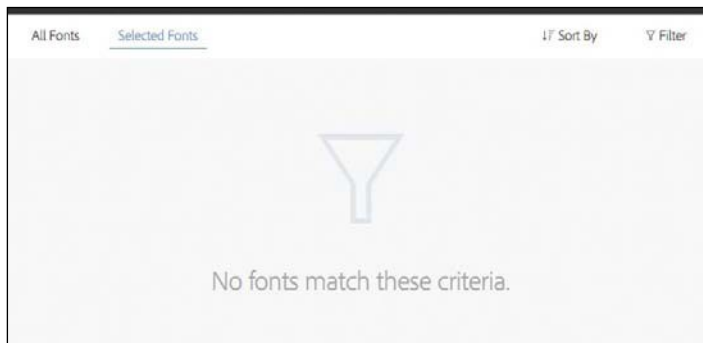 All Fonts Selected Fonts Sort By Filter
No fonts match these criteria.